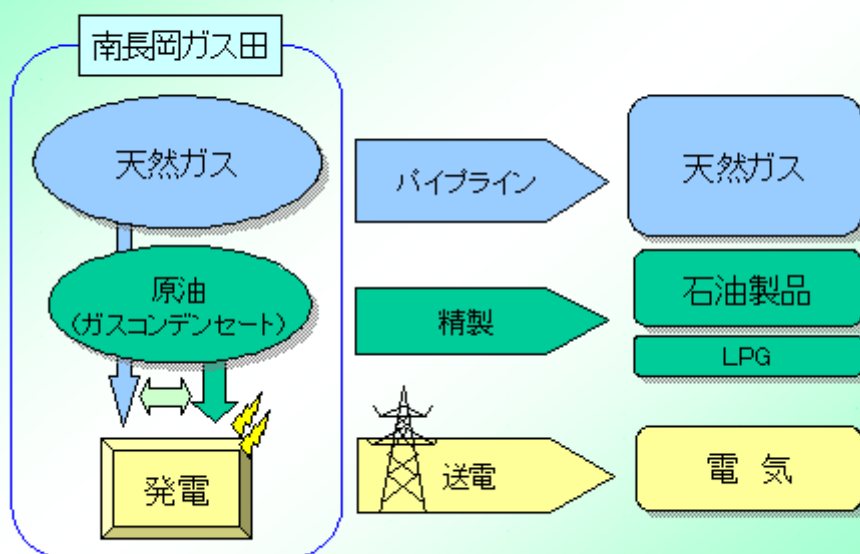 南長岡ガス田
天然ガス
パイプライン
天然ガス
原油
(ガスコンデンセート)
精製
石油製品
LPG
発電
送電
電気